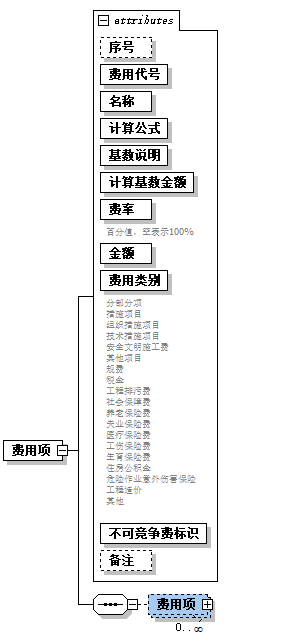 attributes
序号
费用代号
名称
计算公式
基数说明
计算基数金额
费率
百分值，空表示100%
金额
费用类别
分部分项
措施项目
组织措施项目
技术措施项目
安全文明施工费
其他项目
规费
税金
工程排污费
社会保障费
养老保险费
失业保险费
医疗保险费
工伤保险费
生育保险费
住房公积金
危险作业意外伤害保险
工程造价
其他
费用项
不可竞争费标识
备注
费用项
0..∞